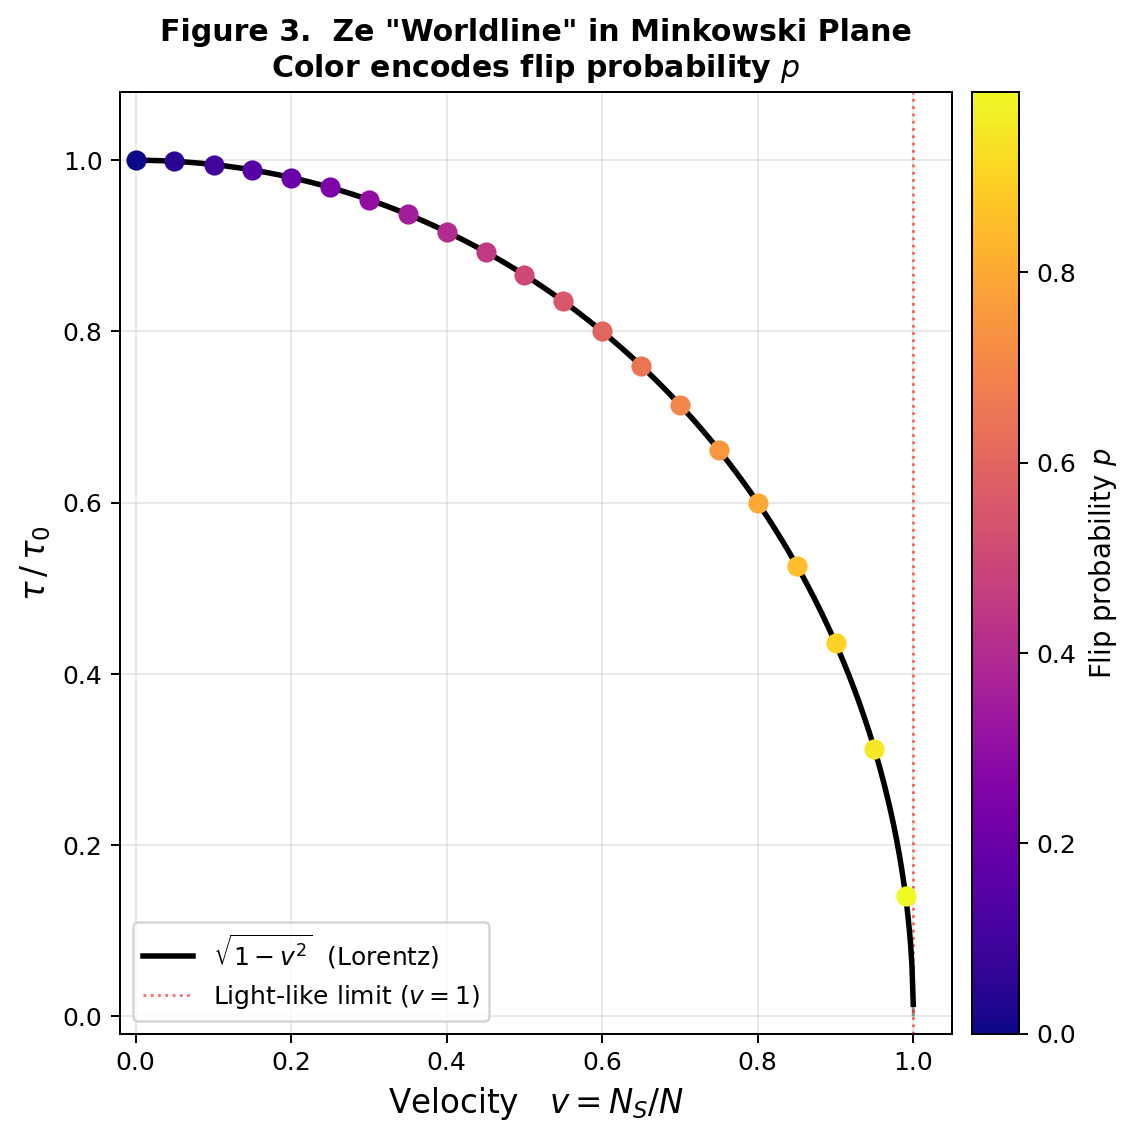 Figure 3.  Ze "Worldline" in Minkowski Plane
Color encodes flip probability p
τ / τ₀
1.0
0.8
0.6
0.4
0.2
0.0
√1 − v²  (Lorentz)
Light-like limit (v = 1)
0.0 0.2 0.4 0.6 0.8 1.0
Velocity   v = N_S/N
0.8
0.6
0.4
0.2
0.0
Flip probability p